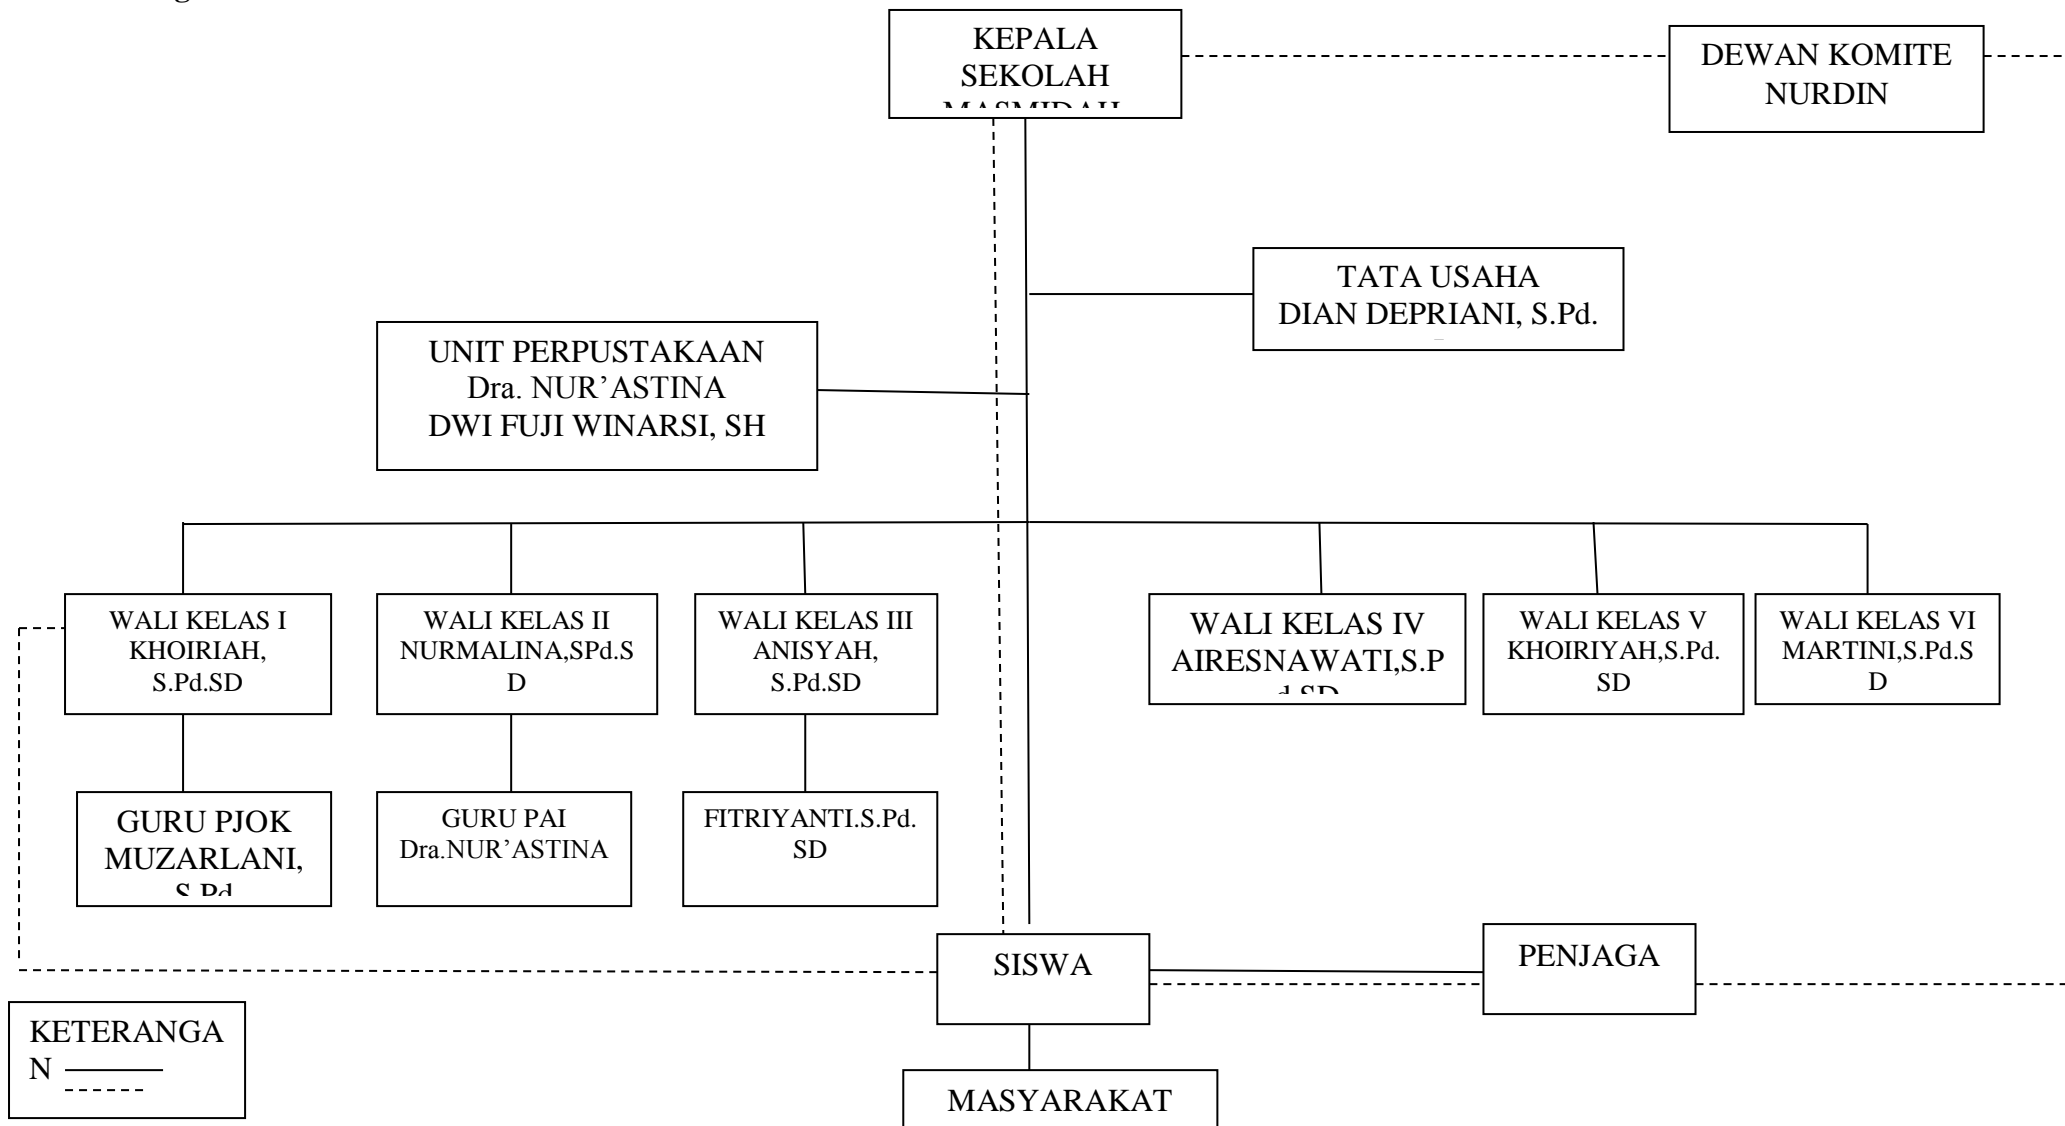 KEPALA
SEKOLAH
MASMIDAH
DEWAN KOMITE
NURDIN
TATA USAHA
DIAN DEPRIANI, S.Pd.
UNIT PERPUSTAKAAN
Dra. NUR’ASTINA
DWI FUJI WINARSI, SH
WALI KELAS I
KHOIRIAH,
S.Pd.SD
WALI KELAS II
NURMALINA,SPd.S
D
WALI KELAS III
ANISYAH,
S.Pd.SD
WALI KELAS IV
AIRESNAWATI,S.P
d.SD
WALI KELAS V
KHOIRIYAH,S.Pd.
SD
WALI KELAS VI
MARTINI,S.Pd.S
D
GURU PJOK
MUZARLANI,
S.Pd
GURU PAI
Dra.NUR’ASTINA
FITRIYANTI.S.Pd.
SD
SISWA
PENJAGA
KETERANGA
N
MASYARAKAT